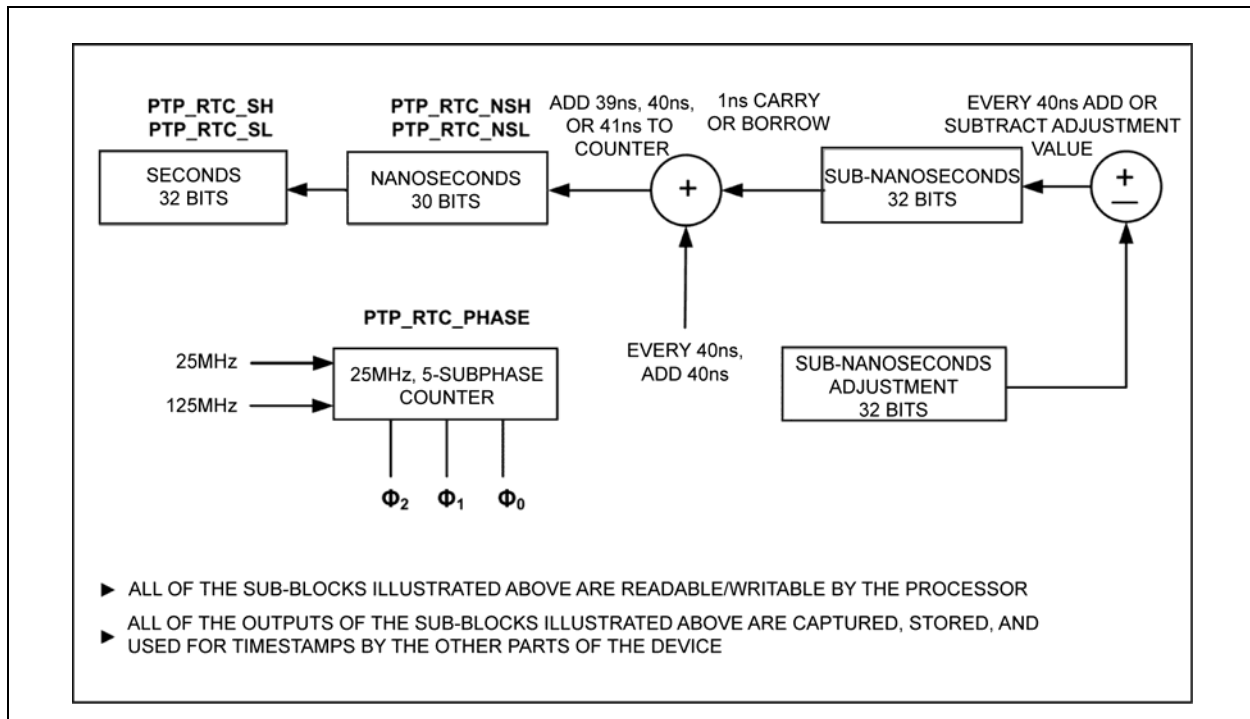 PTP_RTC_SH
PTP_RTC_SL
SECONDS
32 BITS
PTP_RTC_NSH
PTP_RTC_NSL
NANOSECONDS
30 BITS
ADD 39ns, 40ns,
OR 41ns TO
COUNTER
+
1ns CARRY
OR BORROW
SUB-NANOSECONDS
32 BITS
EVERY 40ns ADD OR
SUBTRACT ADJUSTMENT
VALUE
+
—
PTP_RTC_PHASE
25MHz
125MHz
25MHz, 5-SUBPHASE
COUNTER
Φ2 Φ1 Φ0
EVERY 40ns,
ADD 40ns
SUB-NANOSECONDS
ADJUSTMENT
32 BITS
► ALL OF THE SUB-BLOCKS ILLUSTRATED ABOVE ARE READABLE/WRITABLE BY THE PROCESSOR
► ALL OF THE OUTPUTS OF THE SUB-BLOCKS ILLUSTRATED ABOVE ARE CAPTURED, STORED, AND
USED FOR TIMESTAMPS BY THE OTHER PARTS OF THE DEVICE